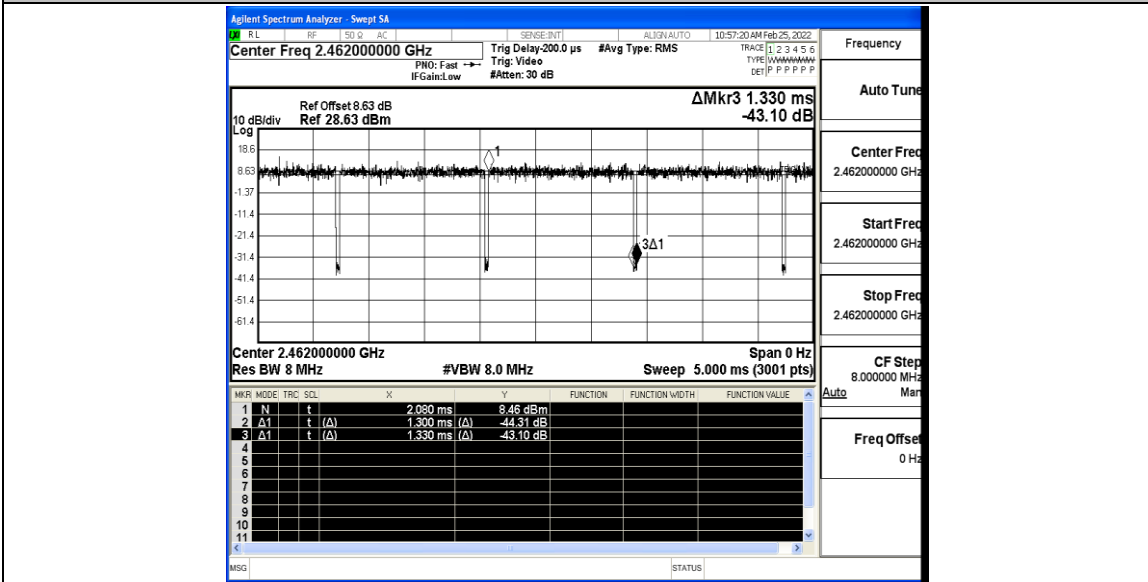 Agilent Spectrum Analyzer - Swept SA
LXI RL RF 50 Ω AC SENSE:INT ALIGN AUTO 10:57:20 AM Feb 25, 2022
Center Freq 2.462000000 GHz
PNO: Fast
IFGain:Low
Trig Delay-200.0 µs
Trig: Video
#Atten: 30 dB
#Avg Type: RMS
TRACE 1 2 3 4 5 6
TYPE WWWWWW
DET P P P P P P
ΔMkr3 1.330 ms
-43.10 dB
Ref Offset 8.63 dB
10 dB/div Ref 28.63 dBm
Log
18.6
8.63
-1.37
-11.4
-21.4
-31.4
-41.4
-51.4
-61.4
1
3Δ1
Center 2.462000000 GHz Span 0 Hz
Res BW 8 MHz #VBW 8.0 MHz Sweep 5.000 ms (3001 pts)
MKR MODE TRC SCL X Y FUNCTION FUNCTION WIDTH FUNCTION VALUE
1 N t 2.080 ms 8.46 dBm
2 Δ1 t (Δ) 1.300 ms (Δ) -44.31 dB
3 Δ1 t (Δ) 1.330 ms (Δ) -43.10 dB
4
5
6
7
8
9
10
11
MSG STATUS
Frequency
Auto Tune
Center Freq
2.462000000 GHz
Start Freq
2.462000000 GHz
Stop Freq
2.462000000 GHz
CF Step
8.000000 MHz
Auto Man
Freq Offset
0 Hz